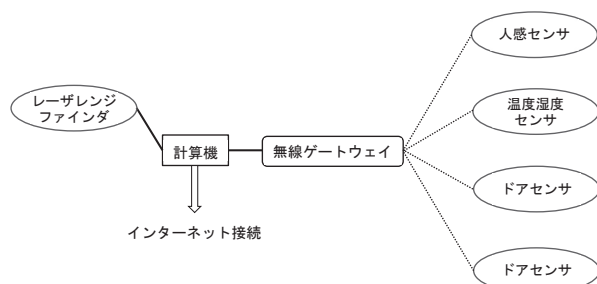 人感センサ
レーザレンジ
ファインダ
温度湿度
センサ
計算機
無線ゲートウェイ
ドアセンサ
インターネット接続
ドアセンサ